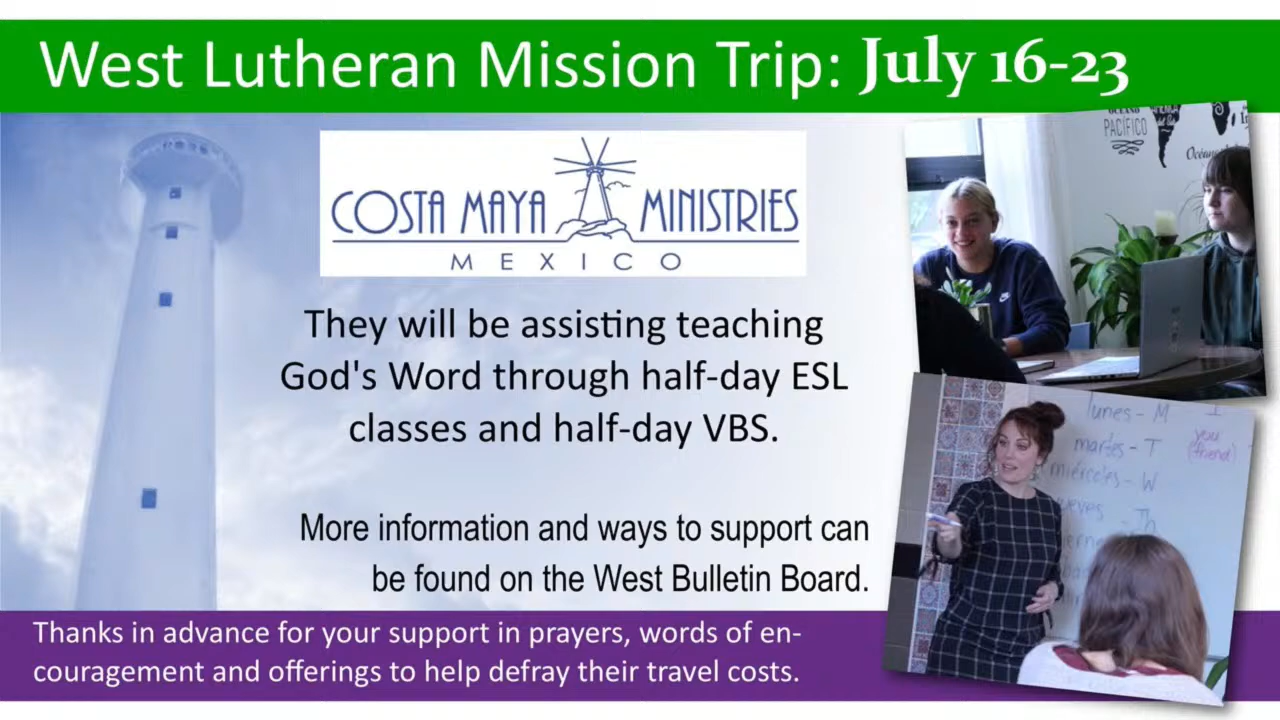 West Lutheran Mission Trip: July 16-23
COSTA MAYA MINISTRIES
MEXICO
They will be assisting teaching
God's Word through half-day ESL
classes and half-day VBS.
More information and ways to support can
be found on the West Bulletin Board.
Thanks in advance for your support in prayers, words of en-
couragement and offerings to help defray their travel costs.
PACÍFICO
lunes - M
martes - T
miércoles - W
- Th
you
(friend)